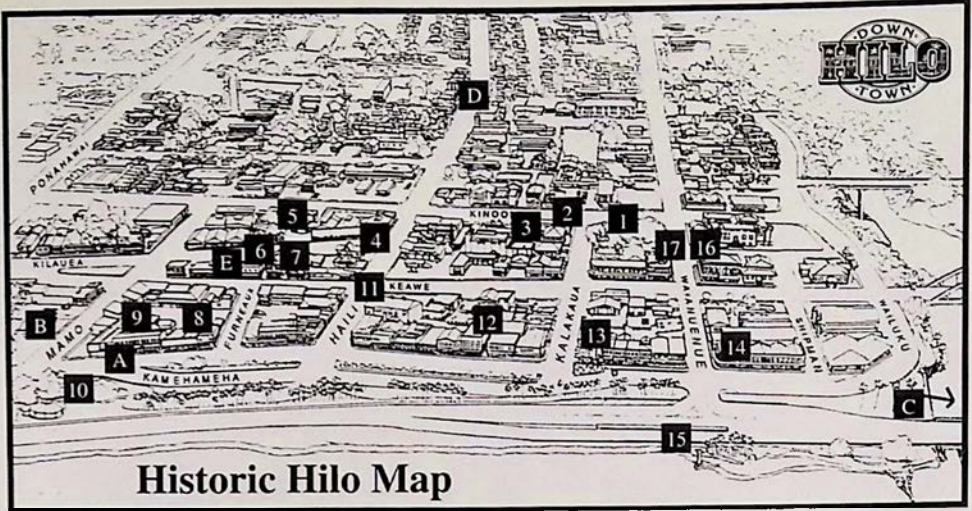 DOWN
HILO
TOWN
D
PONAHAWAI
5
KINOO
2
1
3
4
6
7
E
17
16
KILAUEA
11
KEAWE
B
MAMO
9
8
FURNEAUX
HAILI
12
KALAKAUA
13
WAIANUENUE
14
SHIPMAN
WAILUKU
A
KAMEHAMEHA
10
C
15
Historic Hilo Map